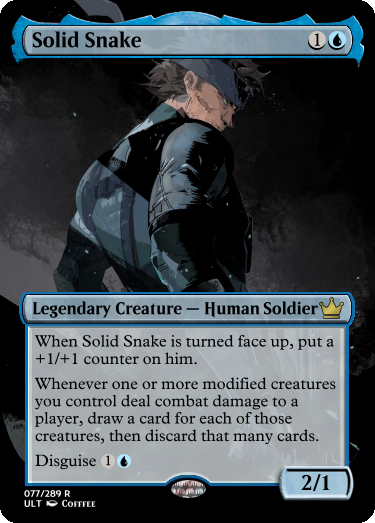 Solid Snake 1
Legendary Creature — Human Soldier
When Solid Snake is turned face up, put a
+1/+1 counter on him.
Whenever one or more modified creatures
you control deal combat damage to a
player, draw a card for each of those
creatures, then discard that many cards.
Disguise 1
077/289 R
ULT Cofffee
2/1